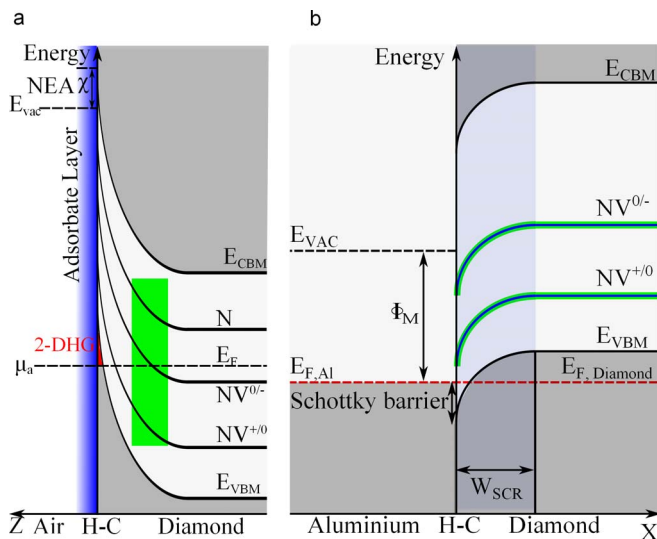 a
Energy
NEA χ
E_vac
Adsorbate Layer
E_CBM
N
2-DHG
E_F
μ_a
NV^0/-
NV^+/0
E_VBM
Z Air H-C Diamond
b
Energy
E_CBM
NV^0/-
E_VAC
NV^+/0
Φ_M
E_VBM
E_F,Al
E_F, Diamond
Schottky barrier
W_SCR
Aluminium H-C Diamond X